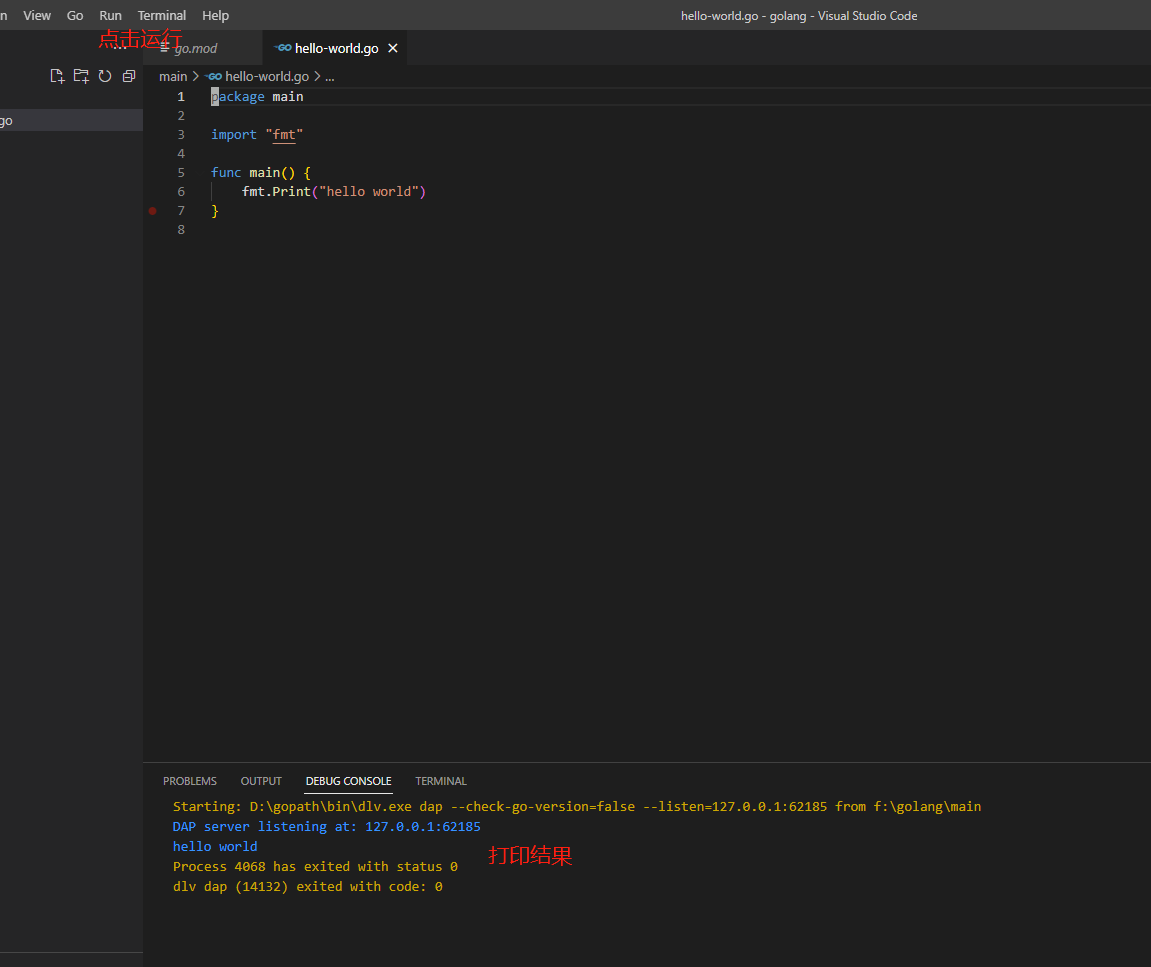 n View Go Run Terminal Help hello-world.go - golang - Visual Studio Code
点击运行
... go.mod hello-world.go
main > hello-world.go > ...
go
1 package main
2
3 import "fmt"
4
5 func main() {
6 fmt.Print("hello world")
7 }
8
PROBLEMS OUTPUT DEBUG CONSOLE TERMINAL
Starting: D:\gopath\bin\dlv.exe dap --check-go-version=false --listen=127.0.0.1:62185 from f:\golang\main
DAP server listening at: 127.0.0.1:62185
hello world
打印结果
Process 4068 has exited with status 0
dlv dap (14132) exited with code: 0